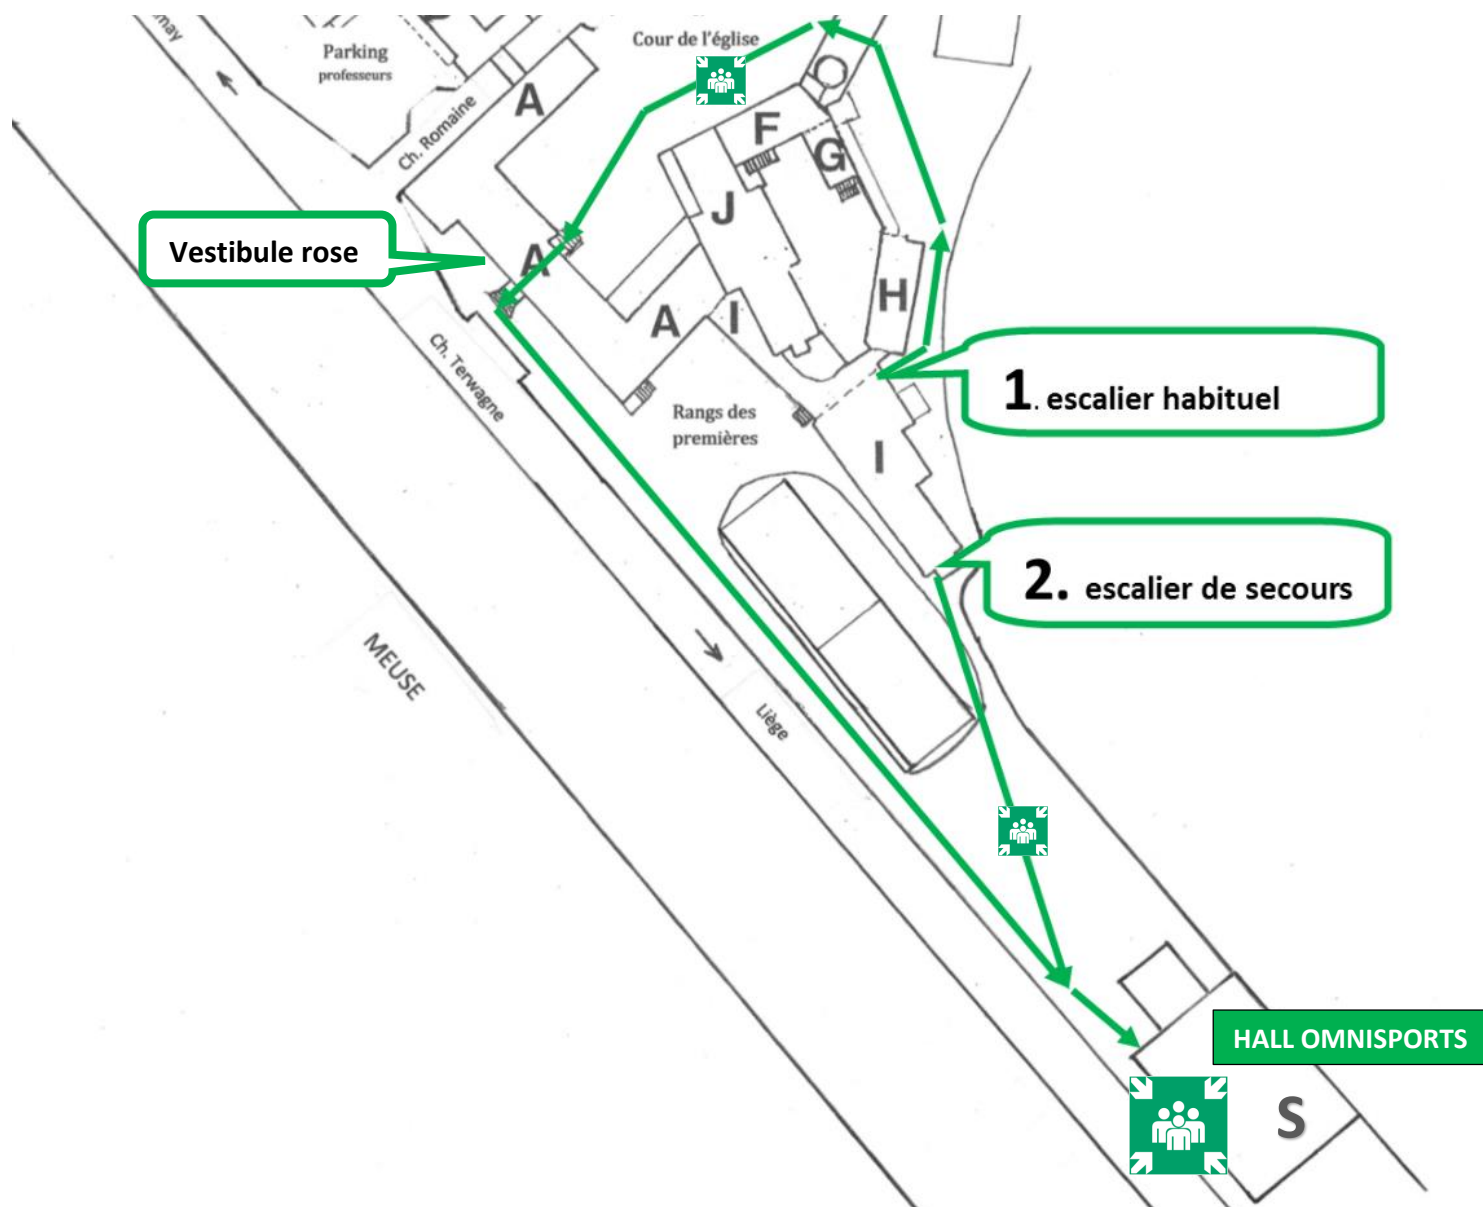 Cour de l'église
Parking
professeurs
Ch. Romaine
A
F
G
J
Vestibule rose
A
H
A
I
Ch. Terwagne
1. escalier habituel
Rangs des
premières
I
2. escalier de secours
MEUSE
Liège
HALL OMNISPORTS
S